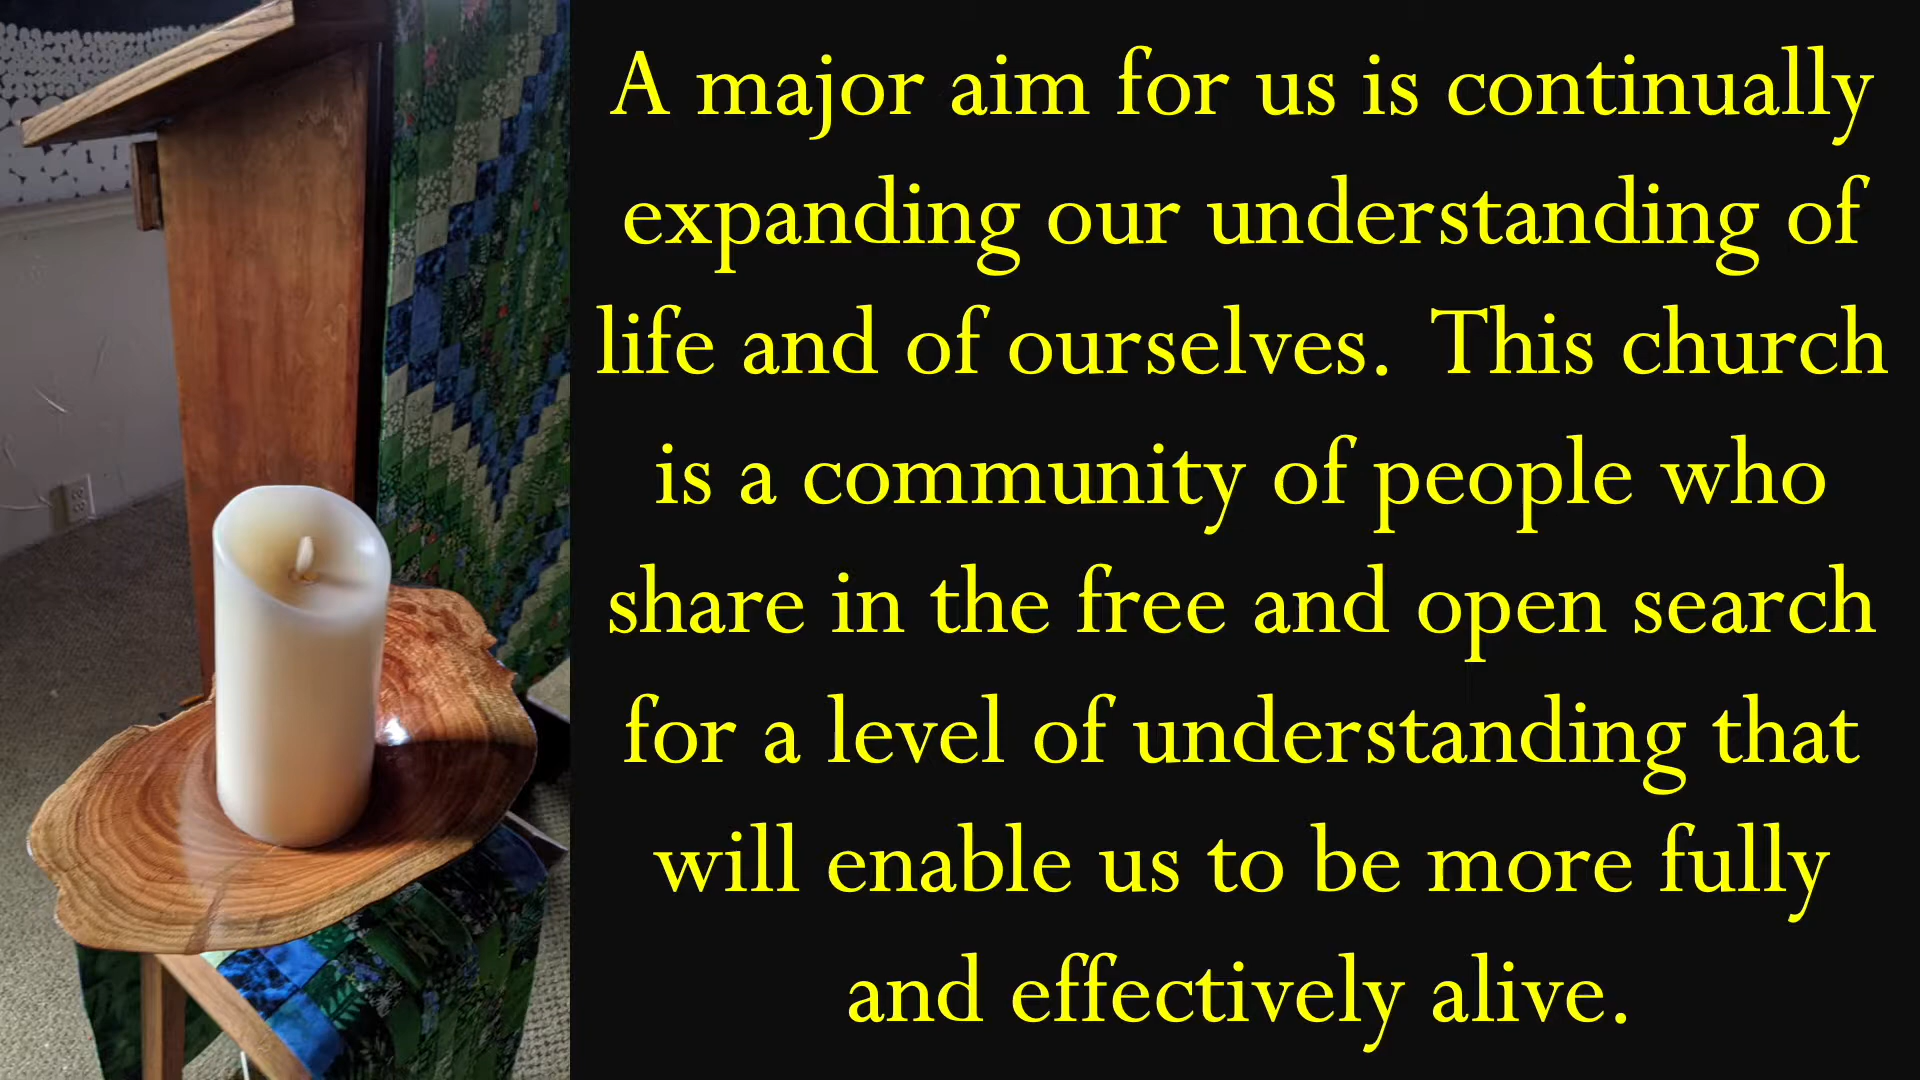 A major aim for us is continually
expanding our understanding of
life and of ourselves.  This church
is a community of people who
share in the free and open search
for a level of understanding that
will enable us to be more fully
and effectively alive.